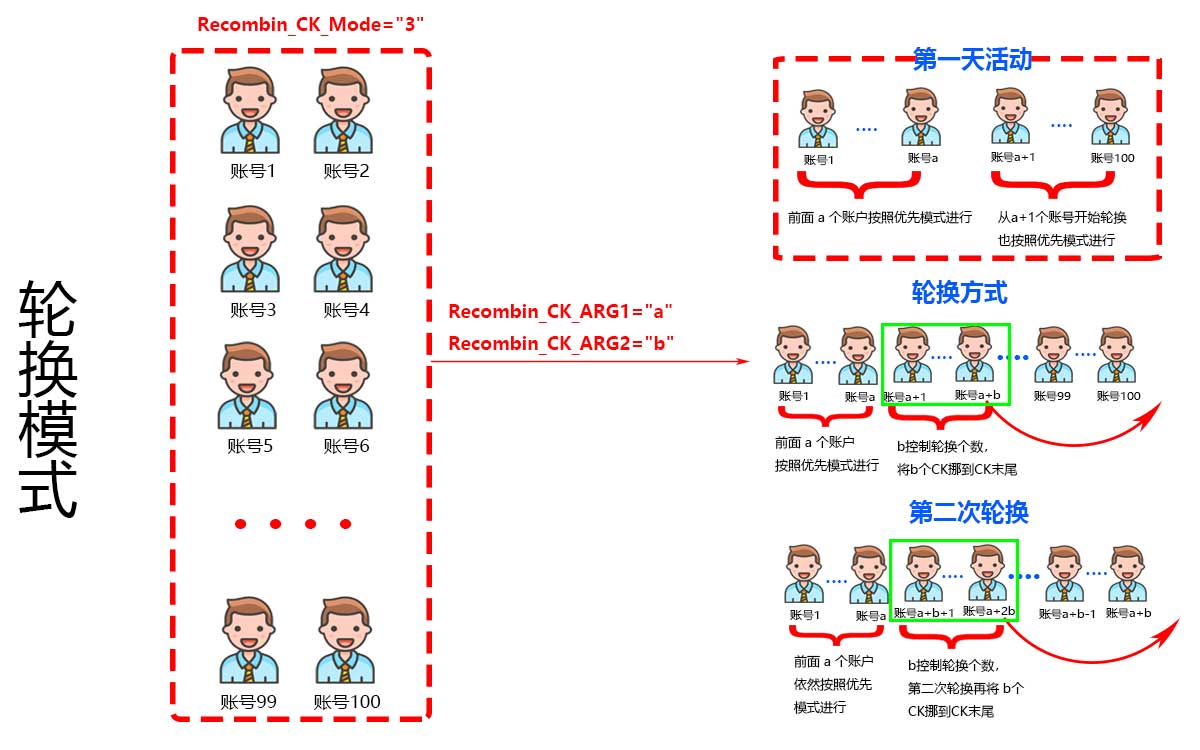 轮换模式
Recombin_CK_Mode="3"
账号1
账号2
账号3
账号4
账号5
账号6
账号99
账号100
Recombin_CK_ARG1="a"
Recombin_CK_ARG2="b"
第一天活动
账号1
账号a
账号a+1
账号100
前面 a 个账户按照优先模式进行
从a+1个账号开始轮换
也按照优先模式进行
轮换方式
账号1
账号a
账号a+1
账号a+b
账号99
账号100
前面 a 个账户
按照优先模式进行
b控制轮换个数，
将b个CK挪到CK末尾
第二次轮换
账号1
账号a
账号a+b+1
账号a+2b
账号a+b-1
账号a+b
前面 a 个账户
依然按照优先
模式进行
b控制轮换个数，
第二次轮换再将 b个
CK挪到CK末尾